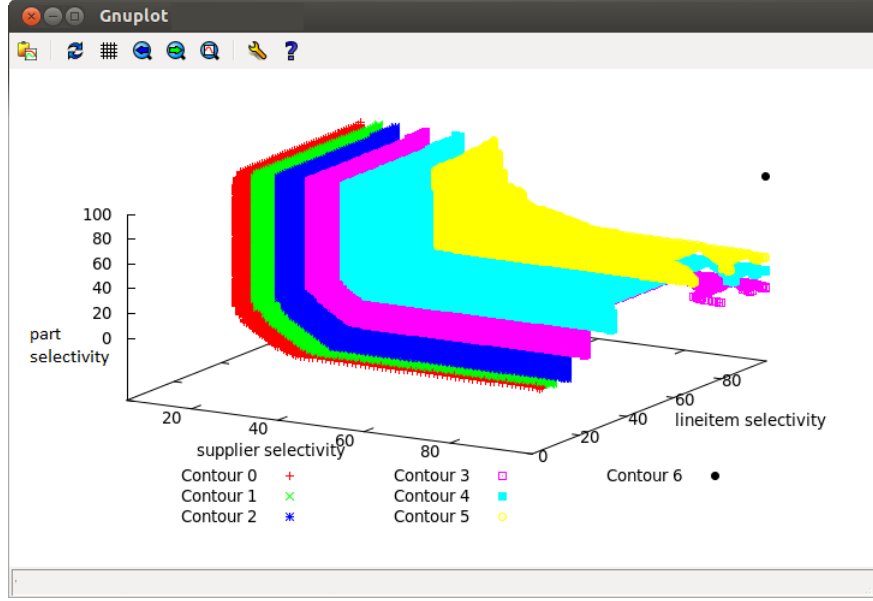 Gnuplot
100
80
60
40
20
0
part
selectivity
20
40
60
80
supplier selectivity
0
20
40
60
80
lineitem selectivity
Contour 0
Contour 1
Contour 2
Contour 3
Contour 4
Contour 5
Contour 6